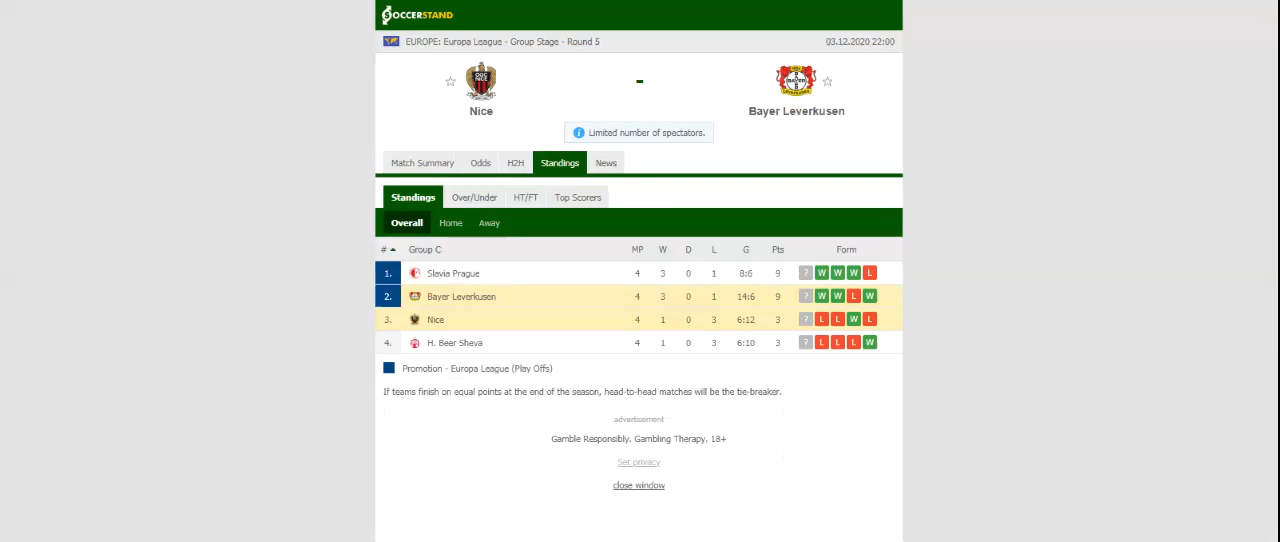 SOCCERSTAND
EUROPE: Europa League - Group Stage - Round 5 03.12.2020 22:00
OGC NICE
BAYER
-
Nice Bayer Leverkusen
i Limited number of spectators.
Match Summary Odds H2H Standings News
Standings Over/Under HT/FT Top Scorers
Overall Home Away
# Group C MP W D L G Pts Form
1. Slavia Prague 4 3 0 1 8:6 9 ? W W W L
2. Bayer Leverkusen 4 3 0 1 14:6 9 ? W W L W
3. Nice 4 1 0 3 6:12 3 ? L L W L
4. H. Beer Sheva 4 1 0 3 6:10 3 ? L L L W
Promotion - Europa League (Play Offs)
If teams finish on equal points at the end of the season, head-to-head matches will be the tie-breaker.
advertisement
Gamble Responsibly. Gambling Therapy. 18+
Set privacy
close window